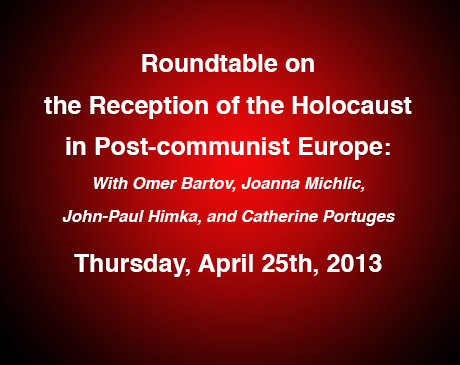 Roundtable on
the Reception of the Holocaust
in Post-communist Europe:
With Omer Bartov, Joanna Michlic,
John-Paul Himka, and Catherine Portuges
Thursday, April 25th, 2013